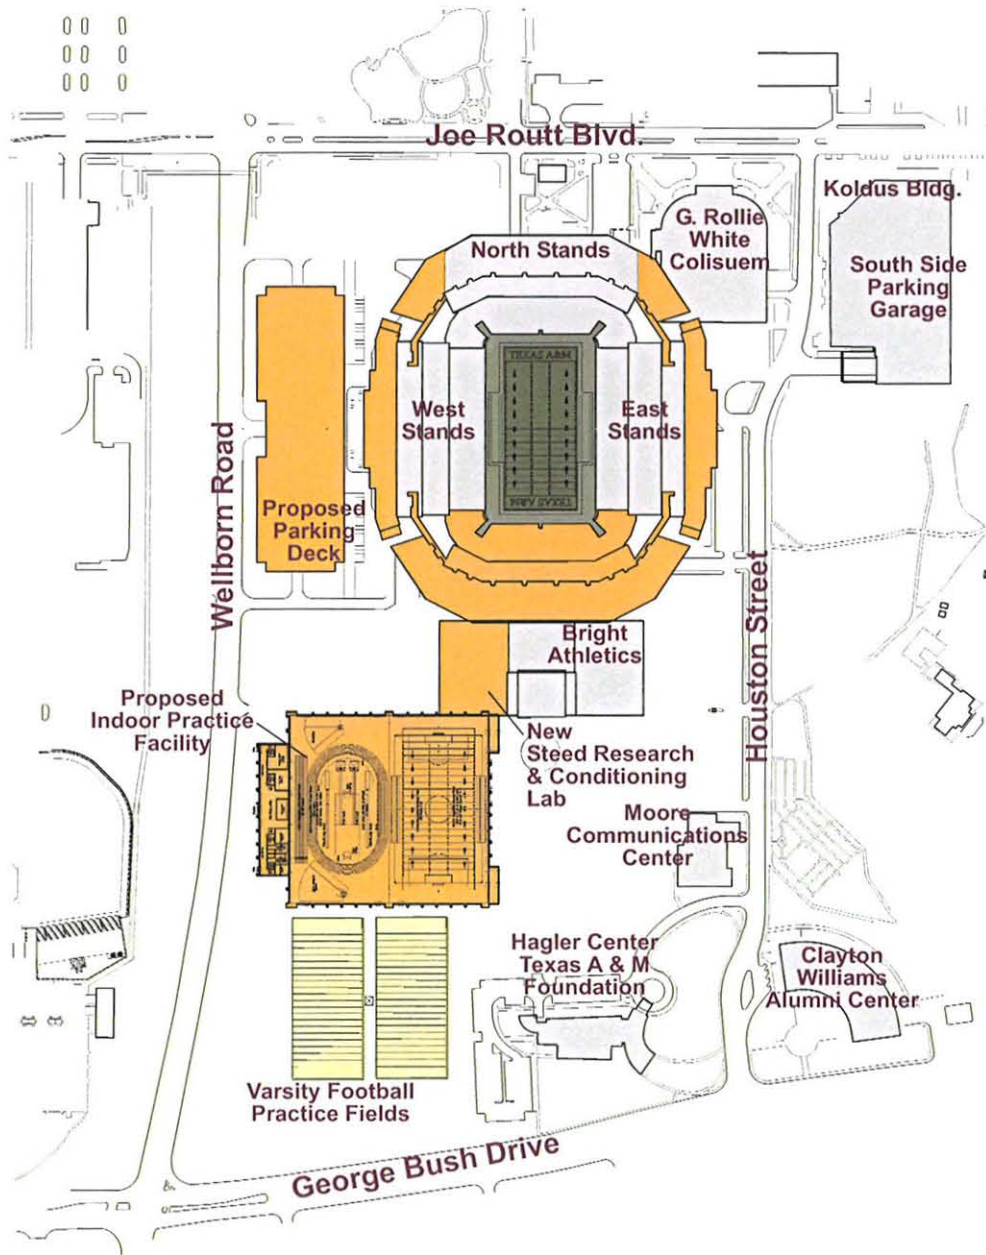 Joe Routt Blvd.
Koldus Bldg.
G. Rollie
White
Colisuem
North Stands
South Side
Parking
Garage
TEXAS A&M
West
Stands
East
Stands
Wellborn Road
Proposed
Parking
Deck
TEXAS A&M
Houston Street
Bright
Athletics
Proposed
Indoor Practice
Facility
New
Steed Research
& Conditioning
Lab
Moore
Communications
Center
Hagler Center
Texas A & M
Foundation
Clayton
Williams
Alumni Center
Varsity Football
Practice Fields
George Bush Drive